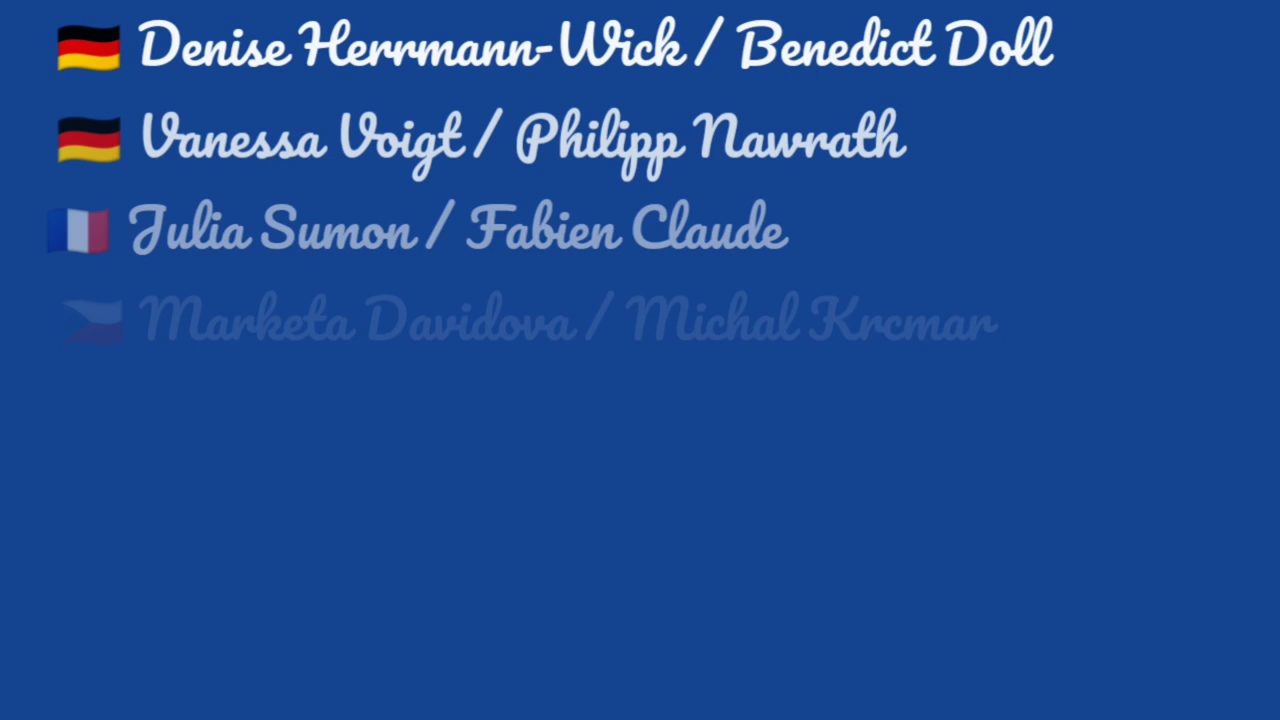 Denise Herrmann-Wick / Benedict Doll
Vanessa Voigt / Philipp Nawrath
Julia Sumon / Fabien Claude
Marketa Davidova / Michal Krcmar